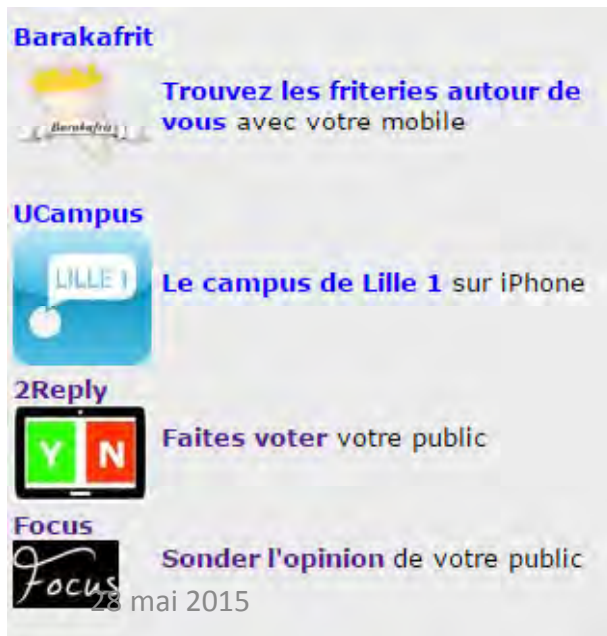 Barakafrit
Barakafrit
Trouvez les friteries autour de
vous avec votre mobile
UCampus
LILLE 1
Le campus de Lille 1 sur iPhone
2Reply
Y N
Faites voter votre public
Focus
Focus
Sonder l'opinion de votre public
28 mai 2015